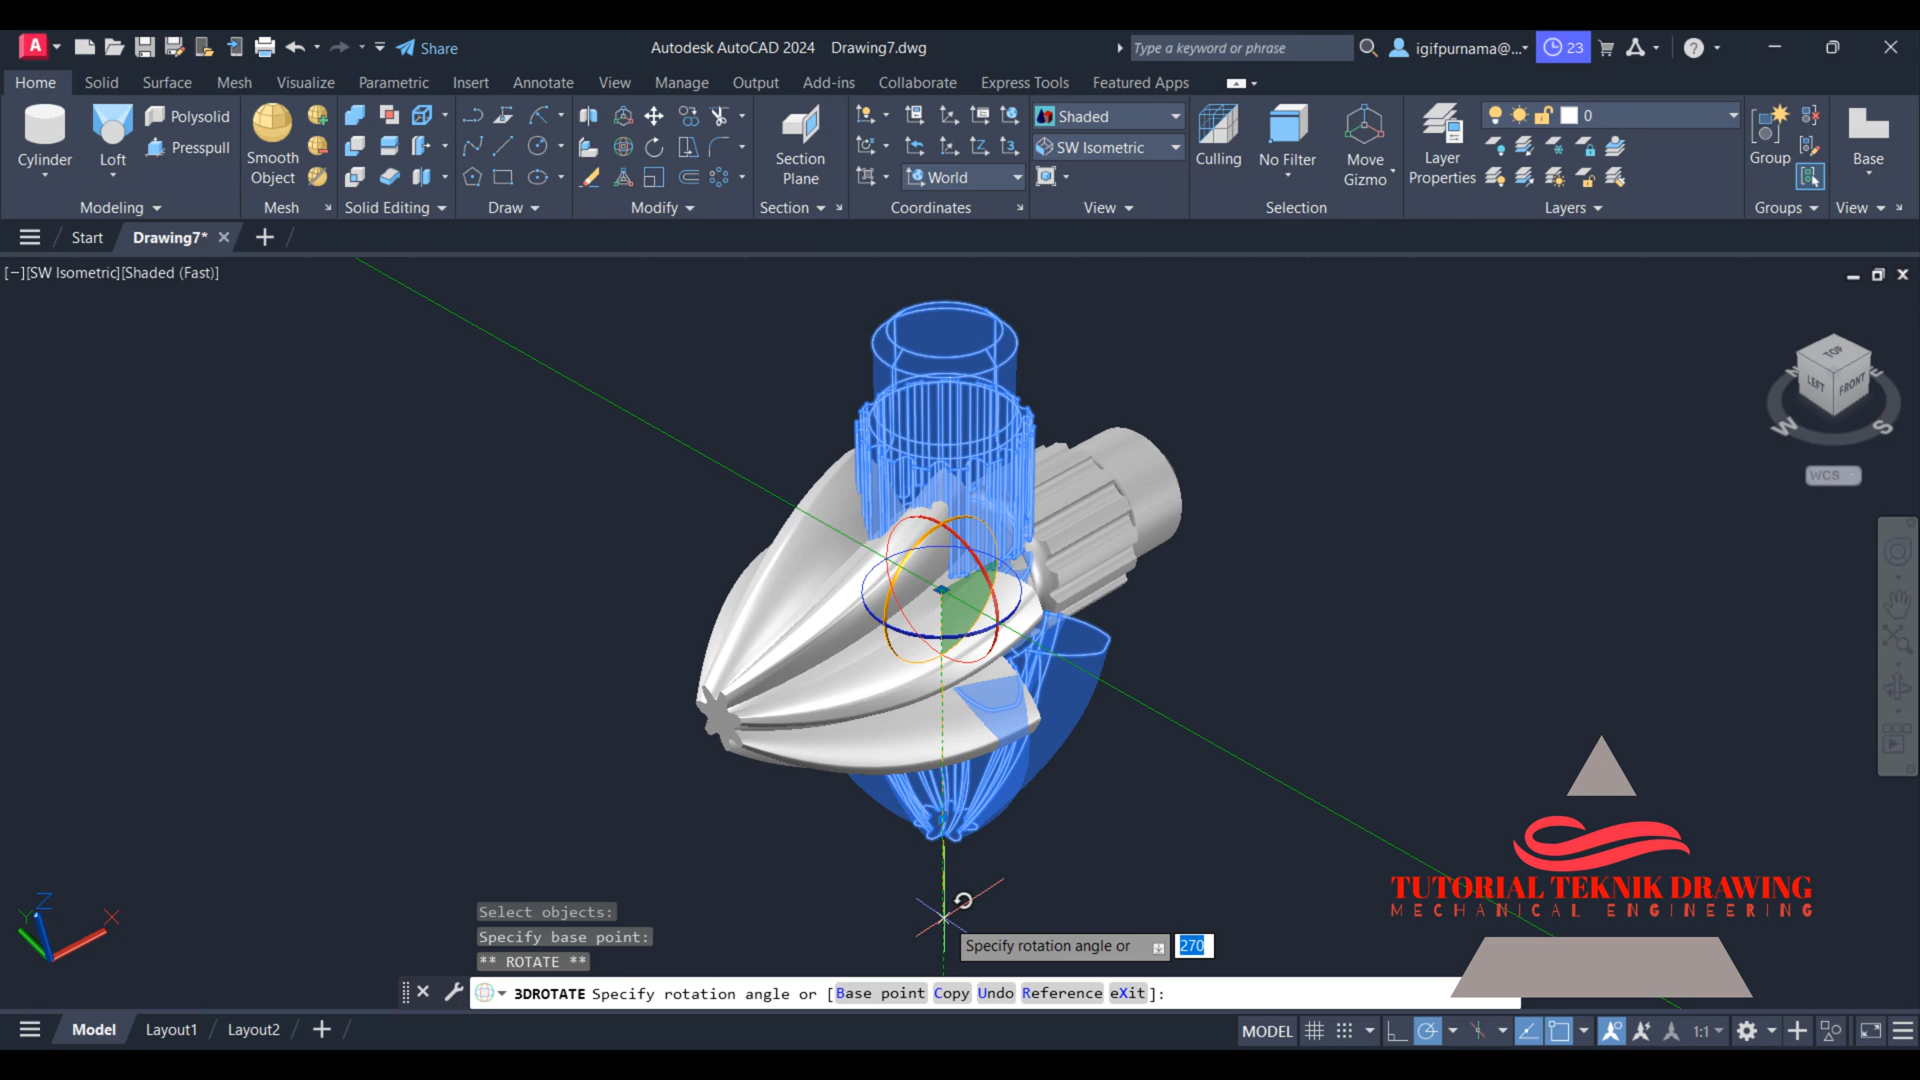 A Share Autodesk AutoCAD 2024 Drawing7.dwg Type a keyword or phrase igifpurnama@... 23
Home Solid Surface Mesh Visualize Parametric Insert Annotate View Manage Output Add-ins Collaborate Express Tools Featured Apps
Cylinder Loft Polysolid Presspull
Smooth Object
Section Plane
World
Shaded
SW Isometric
Culling No Filter Move Gizmo
Layer Properties
0
Group
Base
Modeling Mesh Solid Editing Draw Modify Section Coordinates View Selection Layers Groups View
Start Drawing7* +
[−][SW Isometric][Shaded (Fast)]
TOP
LEFT FRONT
N E
W S
WCS
TUTORIAL TEKNIK DRAWING
MECHANICAL ENGINEERING
Z
Y X
Select objects:
Specify base point:
** ROTATE **
Specify rotation angle or 270
3DROTATE Specify rotation angle or [Base point Copy Undo Reference eXit]:
Model Layout1 Layout2 + MODEL 1:1